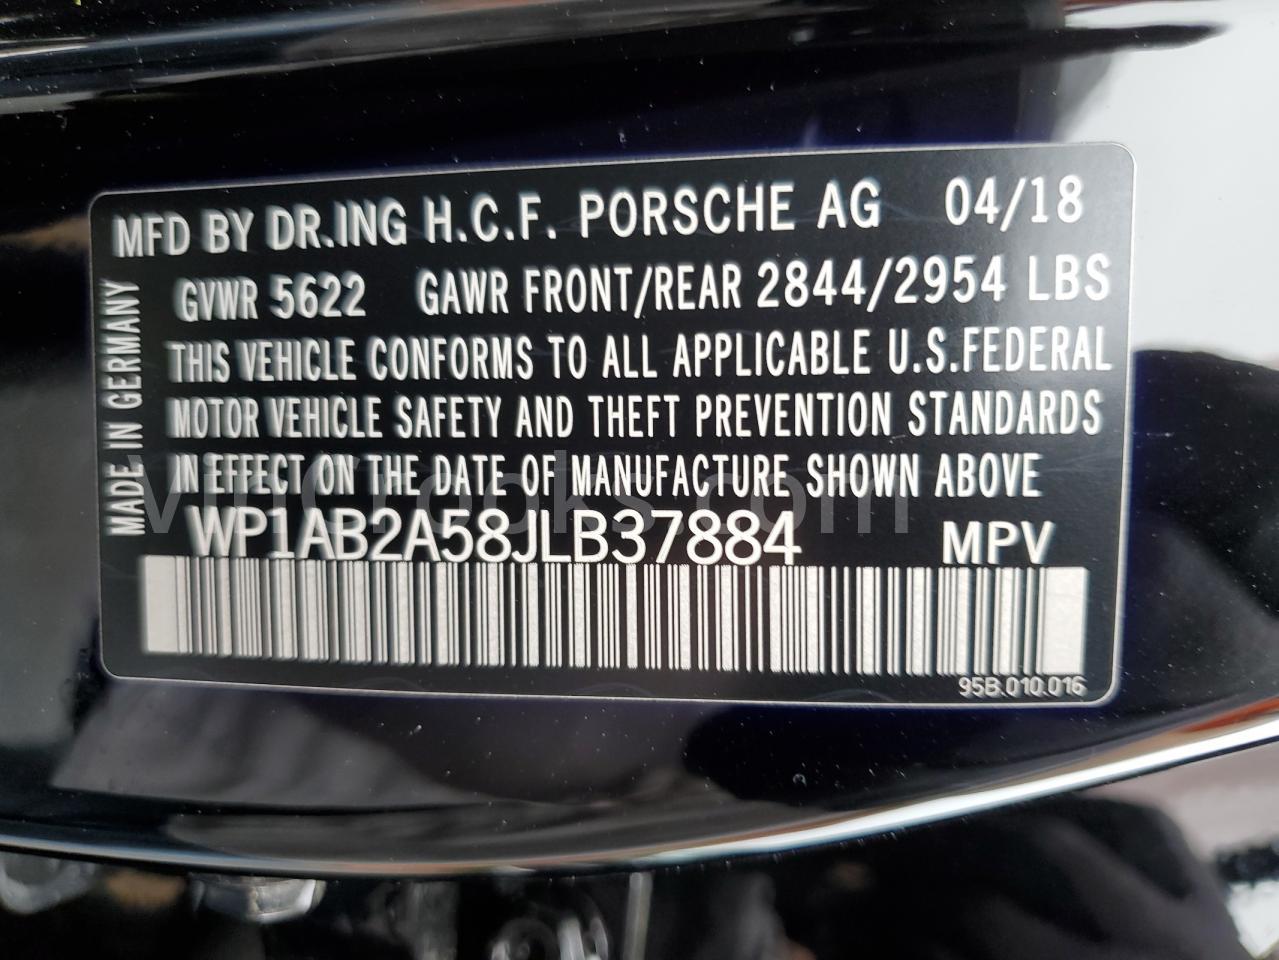 MFD BY DR.ING H.C.F. PORSCHE AG 04/18
GVWR 5622 GAWR FRONT/REAR 2844/2954 LBS
THIS VEHICLE CONFORMS TO ALL APPLICABLE U.S.FEDERAL
MOTOR VEHICLE SAFETY AND THEFT PREVENTION STANDARDS
IN EFFECT ON THE DATE OF MANUFACTURE SHOWN ABOVE
WP1AB2A58JLB37884 MPV
95B.010.016
MADE IN GERMANY
VinCrooks.com